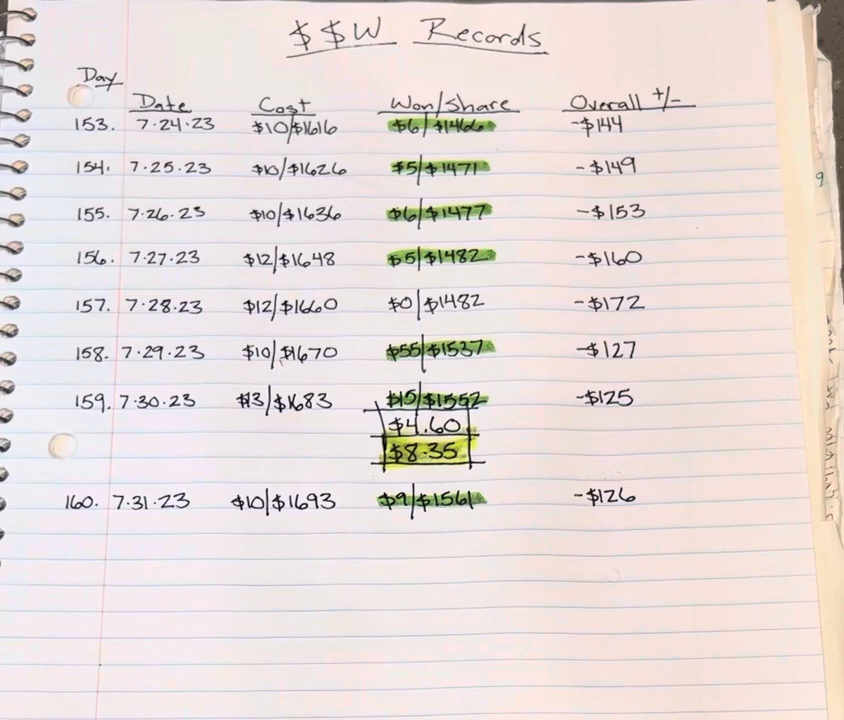 $$W Records
Day
Date Cost Won/Share Overall +/-
153. 7.24.23 $10/$1616 $6/$1466 -$144
154. 7.25.23 $10/$1626 $5/$1471 -$149
155. 7.26.23 $10/$1636 $6/$1477 -$153
156. 7.27.23 $12/$1648 $5/$1482 -$160
157. 7.28.23 $12/$1660 $0/$1482 -$172
158. 7.29.23 $10/$1670 $55/$1537 -$127
159. 7.30.23 $13/$1683 $15/$1552 -$125
$4.60
$8.35
160. 7.31.23 $10/$1693 $9/$1561 -$126
9